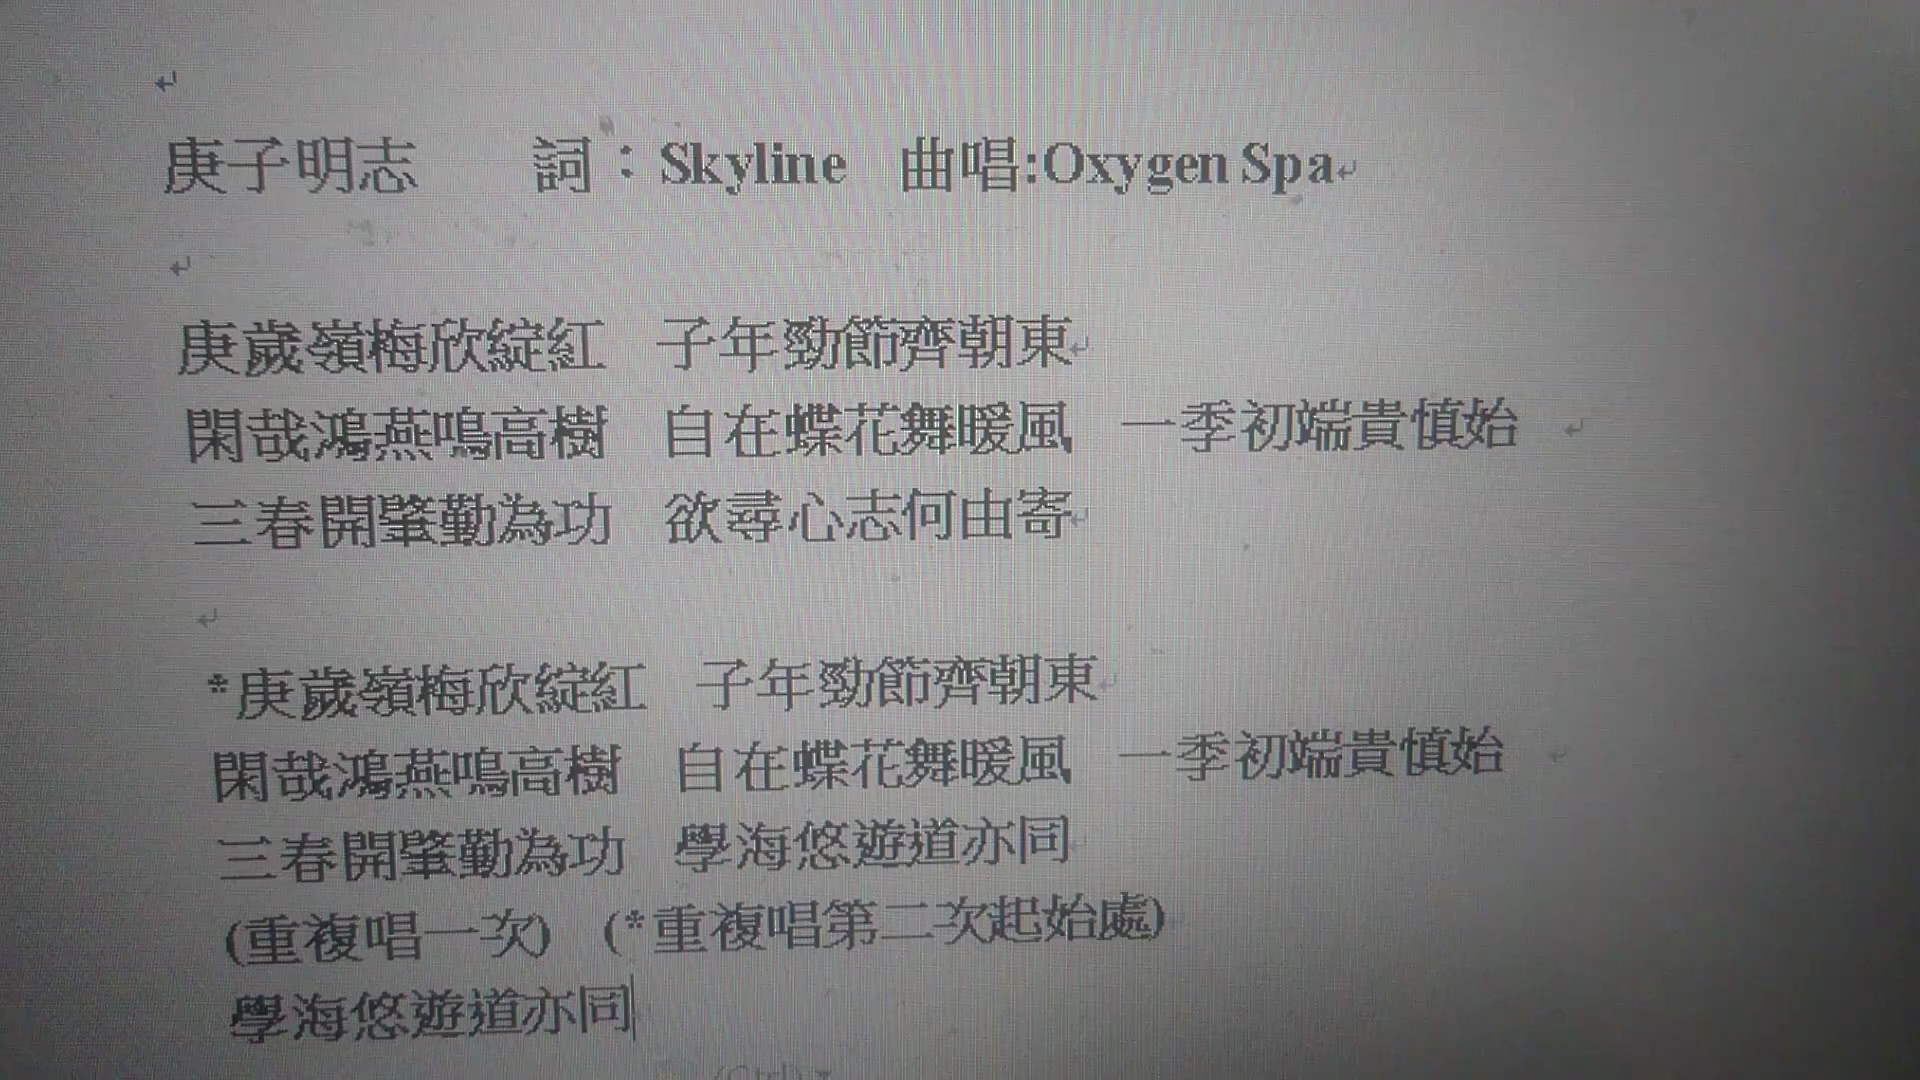 庚子明志 詞：Skyline 曲唱:Oxygen Spa
庚歲嶺梅欣綻紅 子年勁節齊朝東
閑哉鴻燕鳴高樹 自在蝶花舞暖風 一季初端貴慎始
三春開肇勤為功 欲尋心志何由寄
*庚歲嶺梅欣綻紅 子年勁節齊朝東
閑哉鴻燕鳴高樹 自在蝶花舞暖風 一季初端貴慎始
三春開肇勤為功 學海悠遊道亦同
(重複唱一次) (*重複唱第二次起始處)
學海悠遊道亦同
(Ctrl)